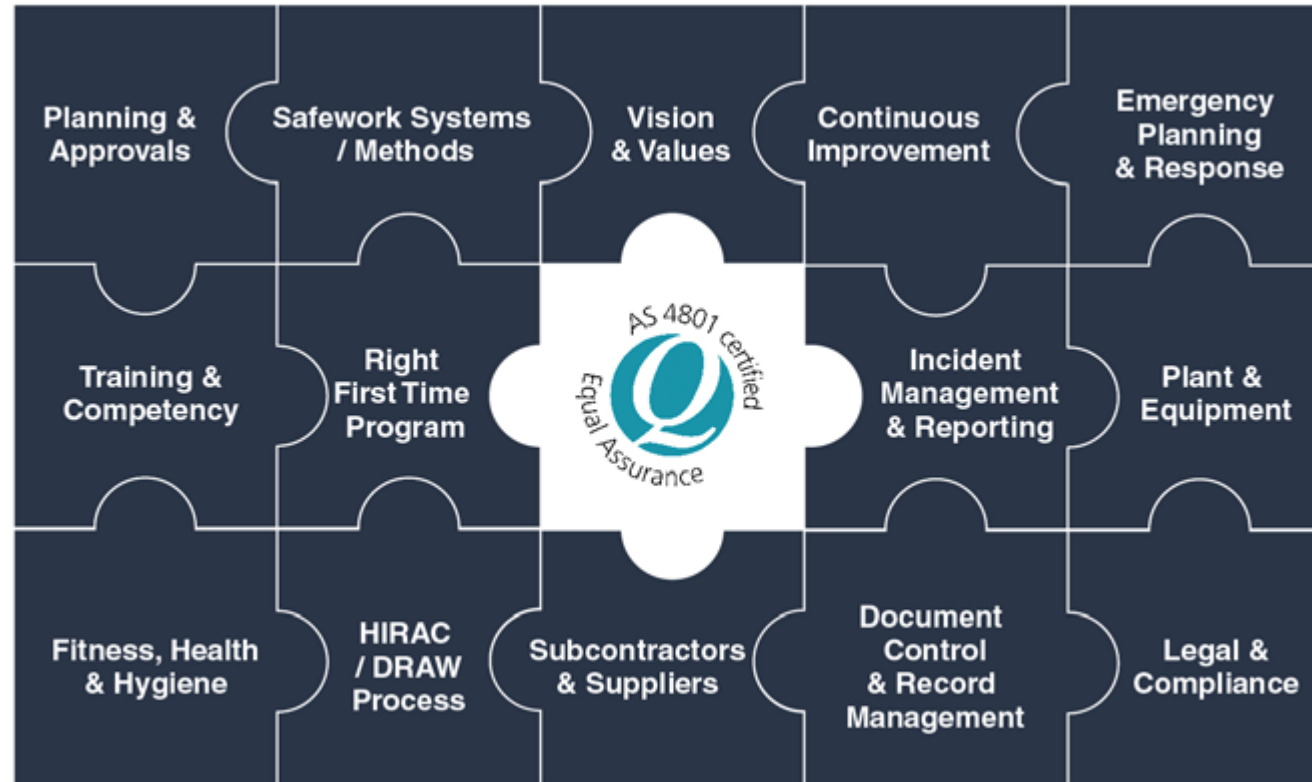 Planning &
Approvals
Safework Systems
/ Methods
Vision
& Values
Continuous
Improvement
Emergency
Planning
& Response
Training &
Competency
Right
First Time
Program
AS 4801 certified
Q
Equal Assurance
Incident
Management
& Reporting
Plant &
Equipment
Fitness, Health
& Hygiene
HIRAC
/ DRAW
Process
Subcontractors
& Suppliers
Document
Control
& Record
Management
Legal &
Compliance